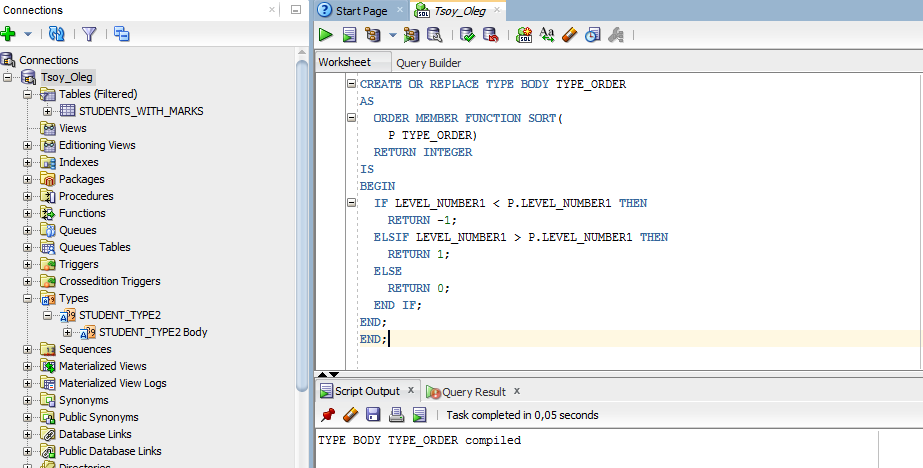 Connections
Connections
Tsoy_Oleg
Tables (Filtered)
STUDENTS_WITH_MARKS
Views
Editioning Views
Indexes
Packages
Procedures
Functions
Queues
Queues Tables
Triggers
Crossedition Triggers
Types
STUDENT_TYPE2
STUDENT_TYPE2 Body
Sequences
Materialized Views
Materialized View Logs
Synonyms
Public Synonyms
Database Links
Public Database Links
Directories
Start Page
Tsoy_Oleg
Worksheet Query Builder
CREATE OR REPLACE TYPE BODY TYPE_ORDER
AS
ORDER MEMBER FUNCTION SORT(
P TYPE_ORDER)
RETURN INTEGER
IS
BEGIN
IF LEVEL_NUMBER1 < P.LEVEL_NUMBER1 THEN
RETURN -1;
ELSIF LEVEL_NUMBER1 > P.LEVEL_NUMBER1 THEN
RETURN 1;
ELSE
RETURN 0;
END IF;
END;
END;
Script Output Query Result
Task completed in 0,05 seconds
TYPE BODY TYPE_ORDER compiled